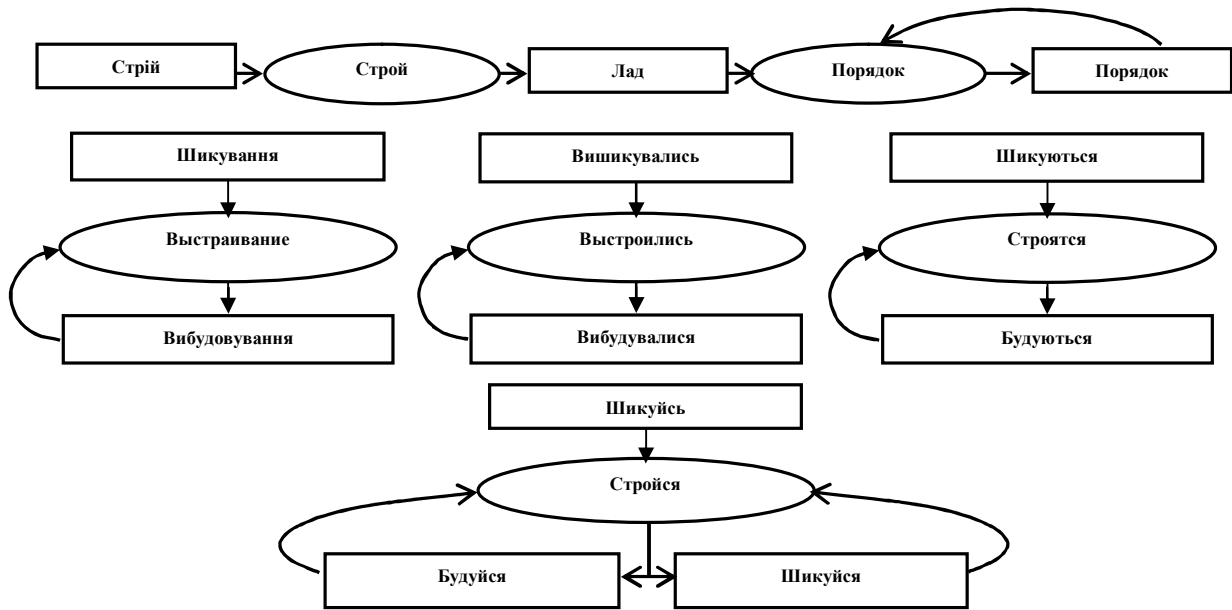 Стрій Строй Лад Порядок Порядок
Шикування Вишикувались Шикуються
Выстраивание Выстроились Строятся
Вибудовування Вибудувалися Будуються
Шикуйсь
Стройся
Будуйся Шикуйся